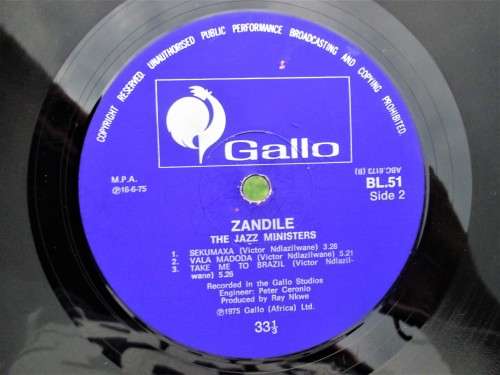 COPYRIGHT RESERVED. UNAUTHORISED PUBLIC PERFORMANCE BROADCASTING AND COPYING PROHIBITED.
Gallo
M.P.A.
℗16-6-75
ABC.6173 (B)
BL.51
Side 2
ZANDILE
THE JAZZ MINISTERS
1. SEKUMAXA (Victor Ndlazilwane) 3.26
2. VALA MADODA (Victor Ndlazilwane) 5.21
3. TAKE ME TO BRAZIL (Victor Ndlazil-
wane) 5.26
Recorded in the Gallo Studios
Engineer: Peter Ceronio
Produced by Ray Nkwe
℗1975 Gallo (Africa) Ltd.
33⅓